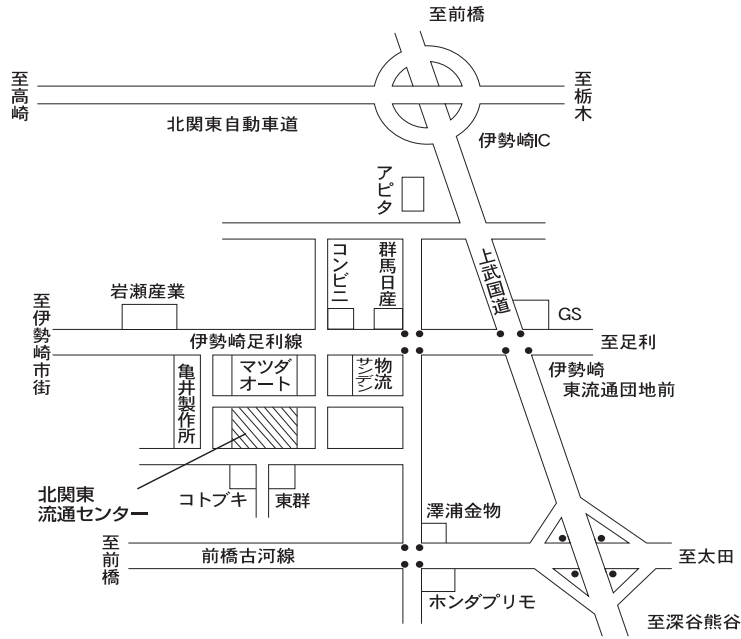 至前橋
至高崎
至栃木
北関東自動車道
伊勢崎IC
アピタ
上武国道
コンビニ
群馬日産
岩瀬産業
GS
至伊勢崎市街
伊勢崎足利線
至足利
マツダ
オート
サンデン
物流
伊勢崎
東流通団地前
亀井製作所
北関東
流通センター
コトブキ
東群
澤浦金物
至前橋
前橋古河線
至太田
ホンダプリモ
至深谷熊谷